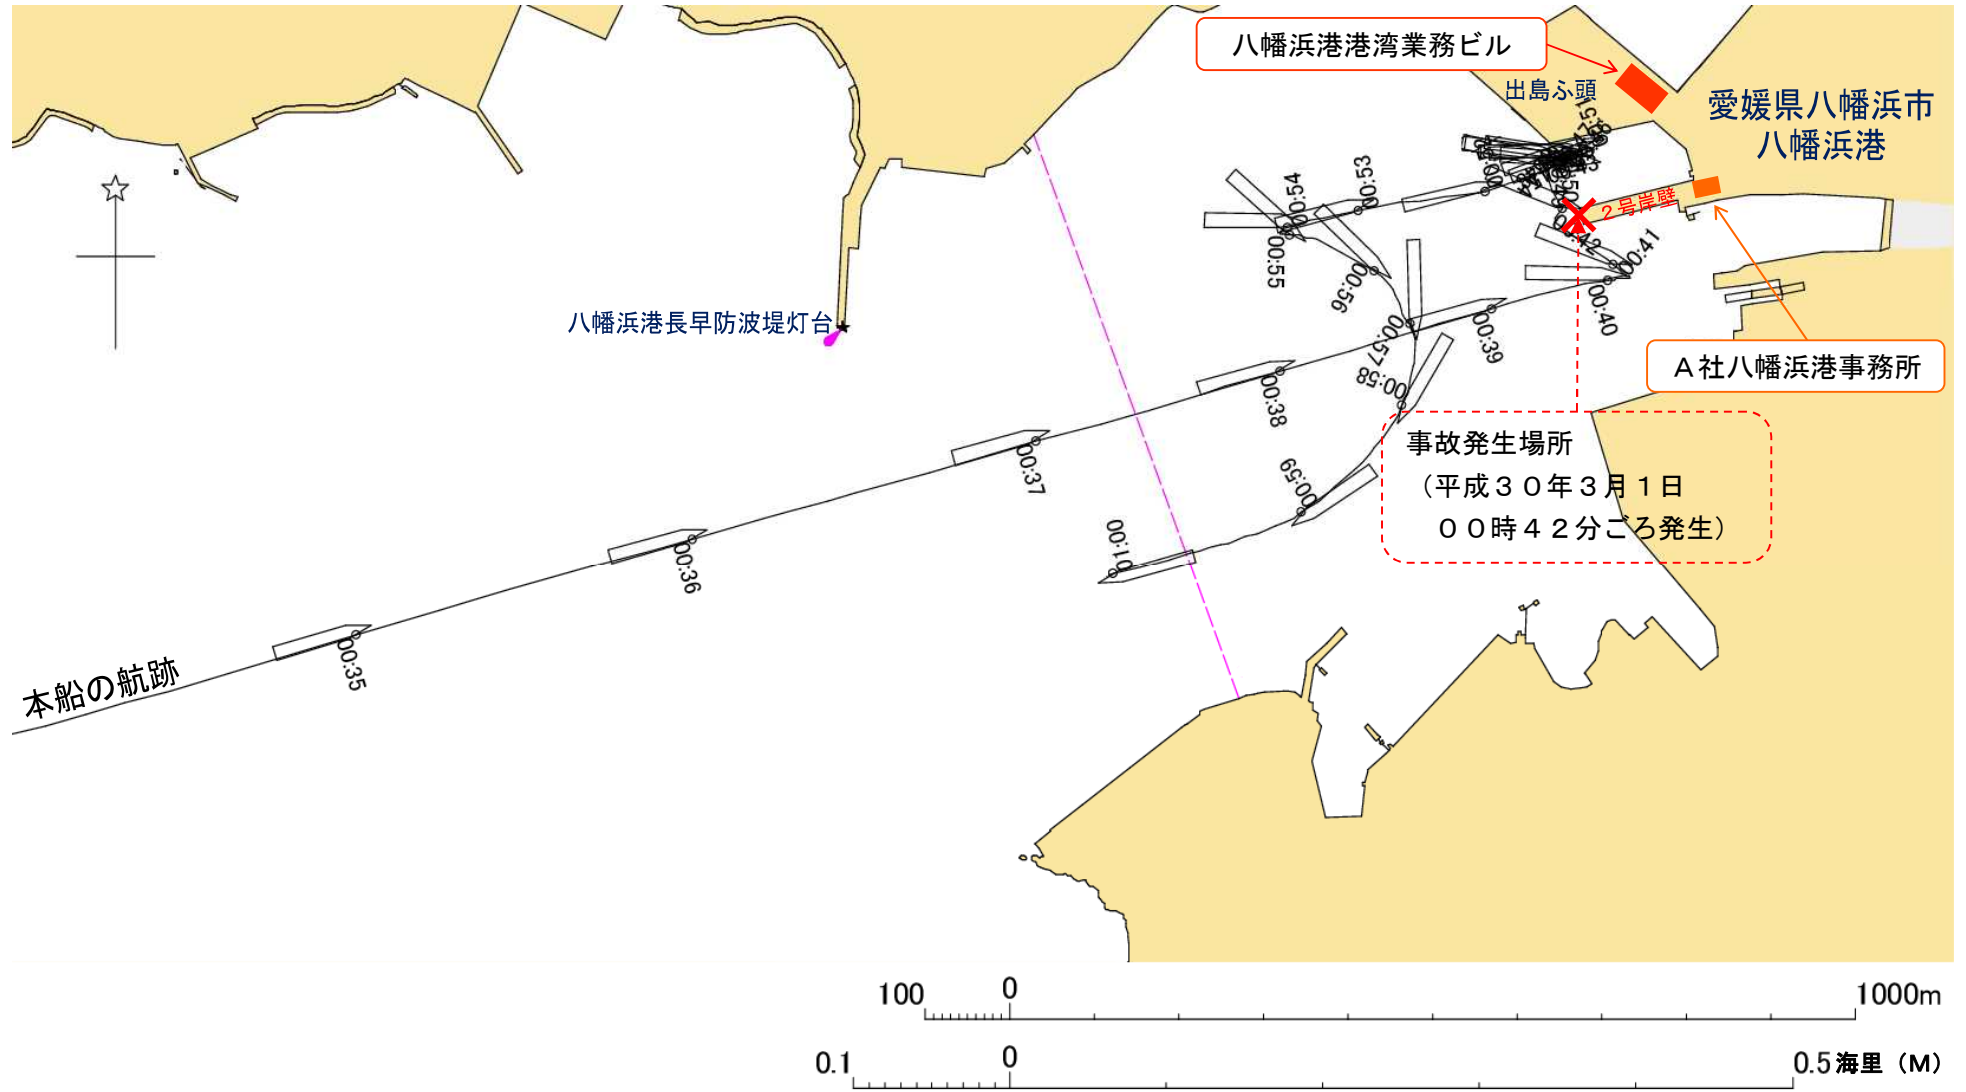 八幡浜港港湾業務ビル
出島ふ頭
愛媛県八幡浜市
八幡浜港
２号岸壁
00:53
00:54
00:55
00:56
00:57
00:58
00:59
01:00
00:42
00:41
00:40
00:39
00:38
00:37
00:36
00:35
八幡浜港長早防波堤灯台
Ａ社八幡浜港事務所
事故発生場所
（平成３０年３月１日
００時４２分ごろ発生）
本船の航跡
100 0 1000m
0.1 0 0.5 海里（M）